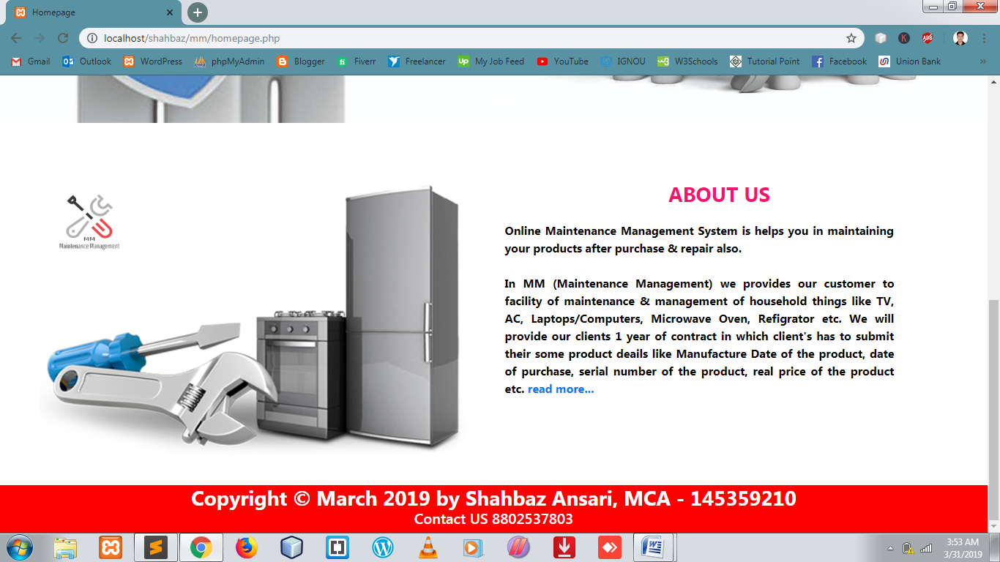 Homepage
localhost/shahbaz/mm/homepage.php
K
ABP
Gmail Outlook WordPress phpMyAdmin Blogger Fiverr Freelancer My Job Feed YouTube IGNOU W3Schools Tutorial Point Facebook Union Bank »
MM
Maintenance Management
ABOUT US
Online Maintenance Management System is helps you in maintaining
your products after purchase & repair also.
In MM (Maintenance Management) we provides our customer to
facility of maintenance & management of household things like TV,
AC, Laptops/Computers, Microwave Oven, Refigrator etc. We will
provide our clients 1 year of contract in which client's has to submit
their some product deails like Manufacture Date of the product, date
of purchase, serial number of the product, real price of the product
etc. read more...
Copyright © March 2019 by Shahbaz Ansari, MCA - 145359210
Contact US 8802537803
3:53 AM
3/31/2019